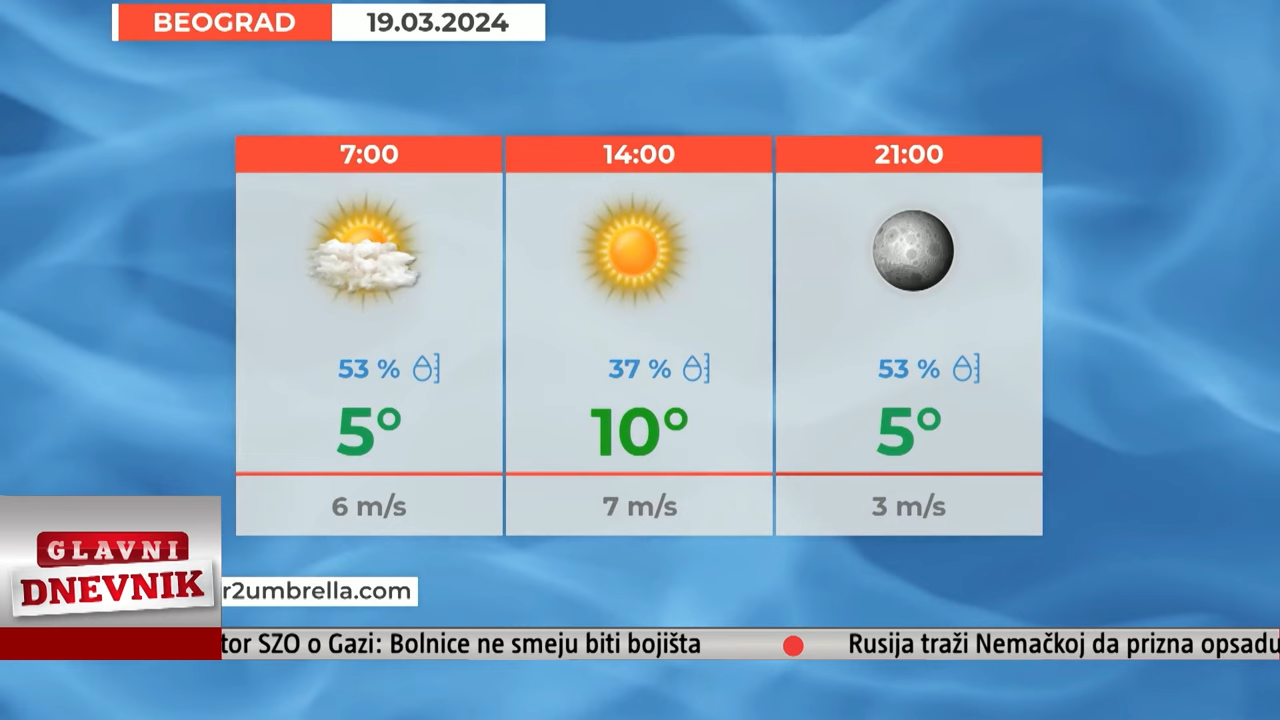 BEOGRAD 19.03.2024
7:00 14:00 21:00
53 % 37 % 53 %
5° 10° 5°
6 m/s 7 m/s 3 m/s
GLAVNI
DNEVNIK
r2umbrella.com
tor SZO o Gazi: Bolnice ne smeju biti bojišta Rusija traži Nemačkoj da prizna opsadu